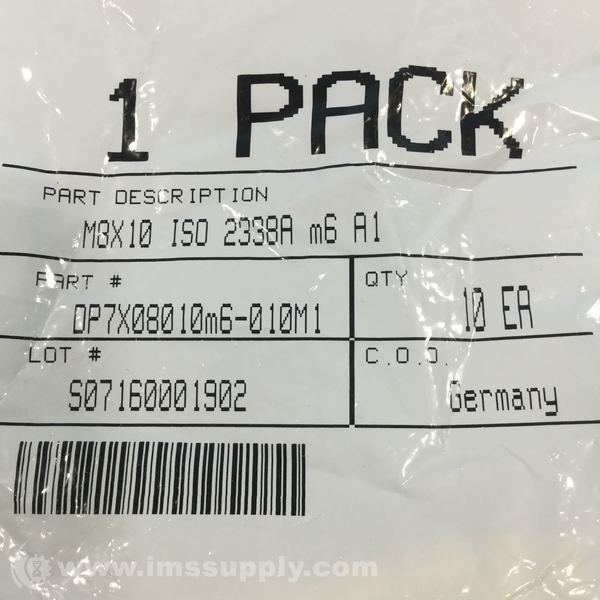 1 PACK
PART DESCRIPTION
M8X10 ISO 2338A m6 A1
PART #
DP7X08010m6-010M1
QTY
10 EA
LOT #
S07160001902
C.O.O.
Germany
www.imssupply.com